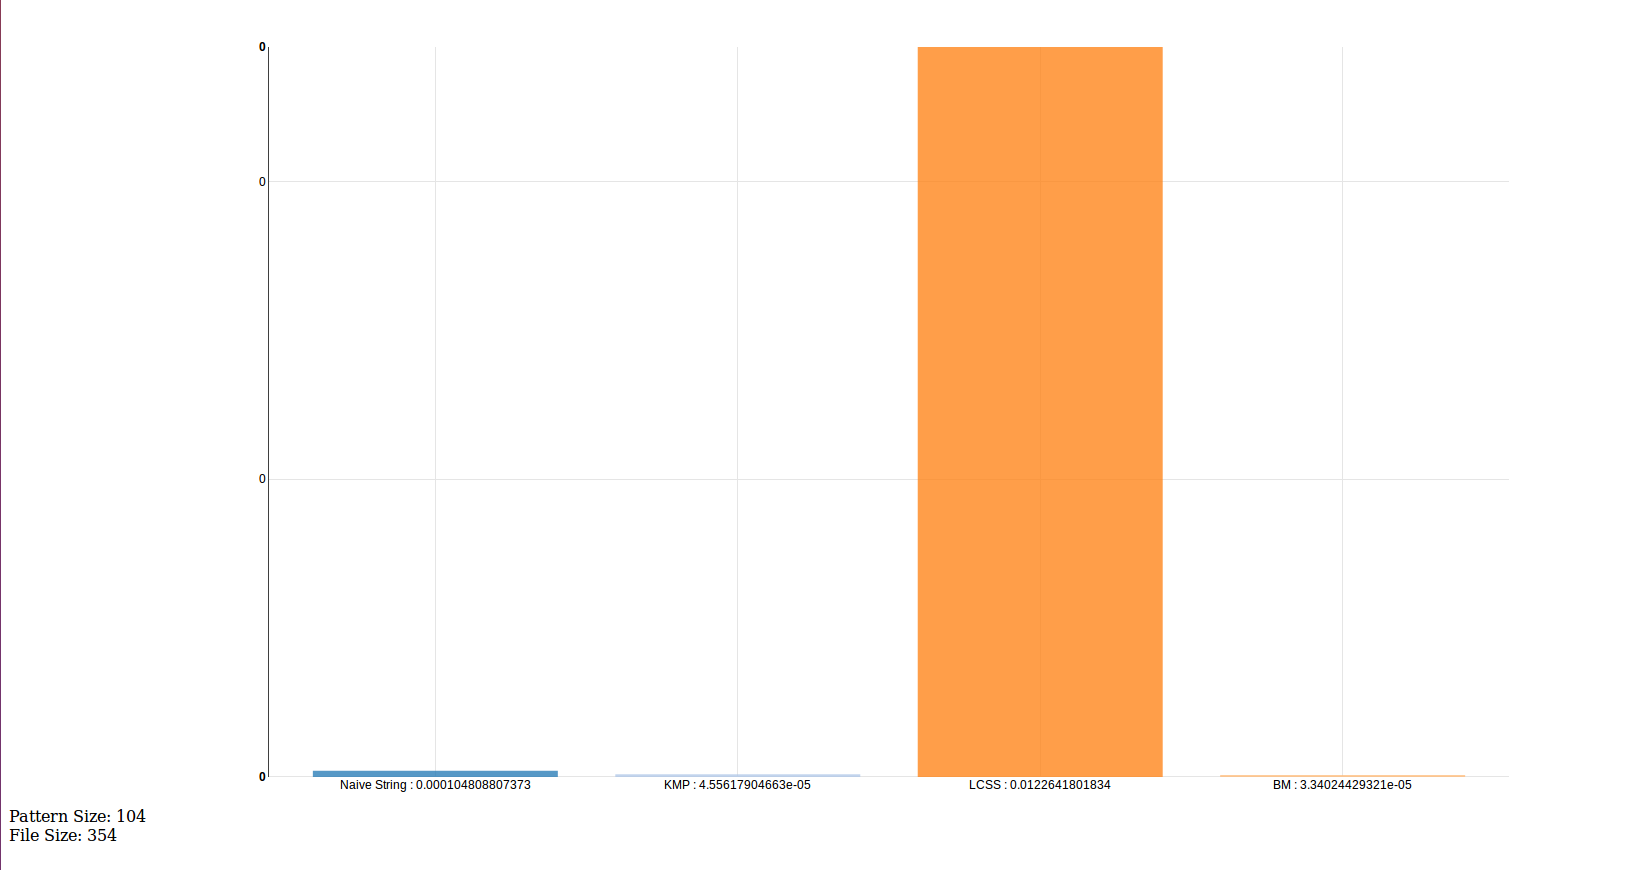 0
0
0
0
Naive String : 0.000104808807373
KMP : 4.55617904663e-05
LCSS : 0.0122641801834
BM : 3.34024429321e-05
Pattern Size: 104
File Size: 354